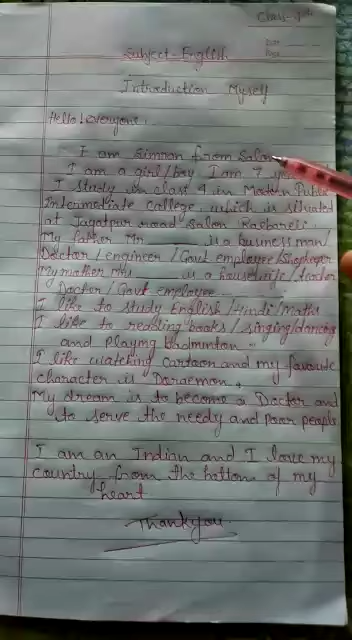 Class-4th
Date
Page
Subject-English
Introduction Myself
Hello! everyone.
I am Simran from Salon
I am a girl/boy I am 7 years
I study in class 4 in Modern Public
Intermediate college, which is situated
at Jagatpur road Salon Raebareli.
My father Mr ______ is a businessman/
Doctor/engineer/Govt employee/Shopkeeper
My mother Mrs ______ is a housewife/teacher
Doctor/Govt employee
I like to study English/Hindi/Maths
I like to reading books/singing/dancing
and playing badminton.
I like watching Cartoon and my favourite
character is Doraemon.
My dream is to become a Doctor and
to serve the needy and poor people
I am an Indian and I love my
country from the bottom of my
heart
Thankyou